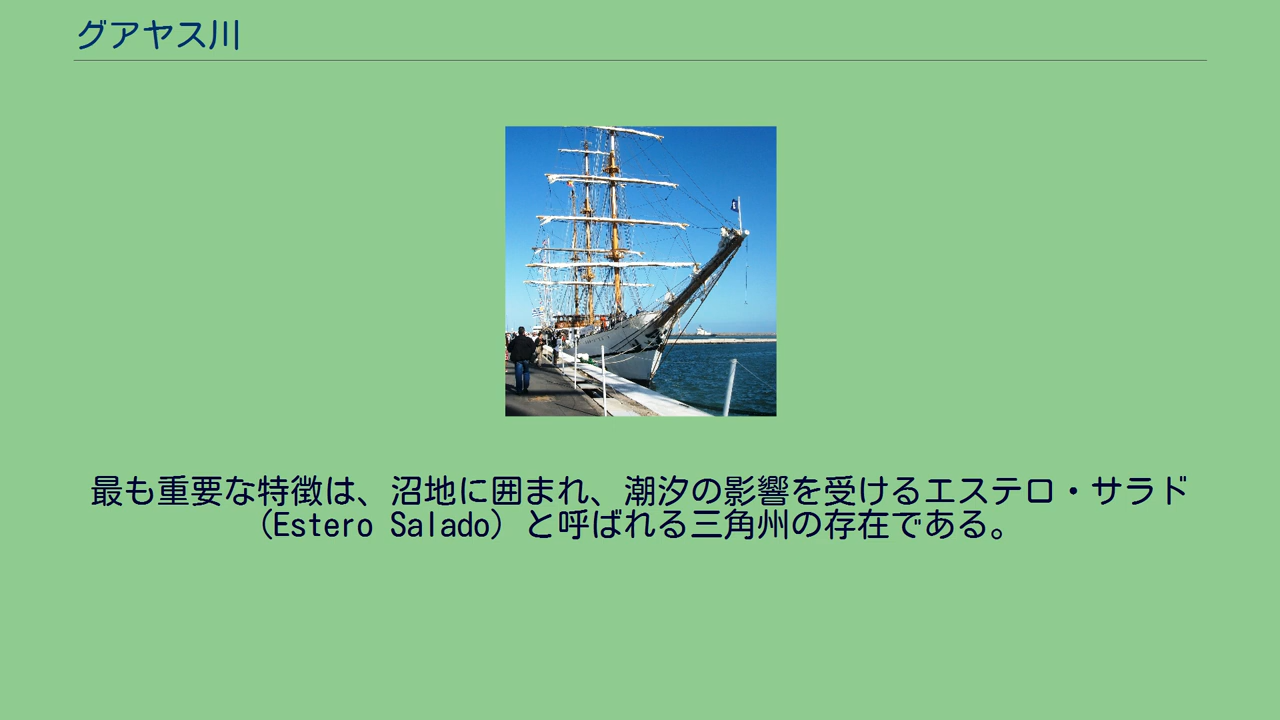 グアヤス川
最も重要な特徴は、沼地に囲まれ、潮汐の影響を受けるエステロ・サラド
（Estero Salado）と呼ばれる三角州の存在である。